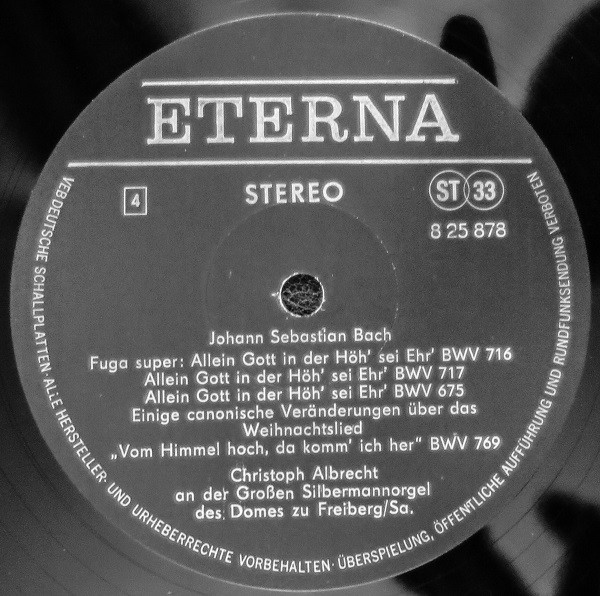 ETERNA
4
STEREO
ST 33
8 25 878
Johann Sebastian Bach
Fuga super: Allein Gott in der Höh' sei Ehr' BWV 716
Allein Gott in der Höh' sei Ehr' BWV 717
Allein Gott in der Höh' sei Ehr' BWV 675
Einige canonische Veränderungen über das
Weihnachtslied
„Vom Himmel hoch, da komm' ich her“ BWV 769
Christoph Albrecht
an der Großen Silbermannorgel
des Domes zu Freiberg/Sa.
VEB DEUTSCHE SCHALLPLATTEN · ALLE HERSTELLER- UND URHEBERRECHTE VORBEHALTEN · ÜBERSPIELUNG, ÖFFENTLICHE AUFFÜHRUNG UND RUNDFUNKSENDUNG VERBOTEN